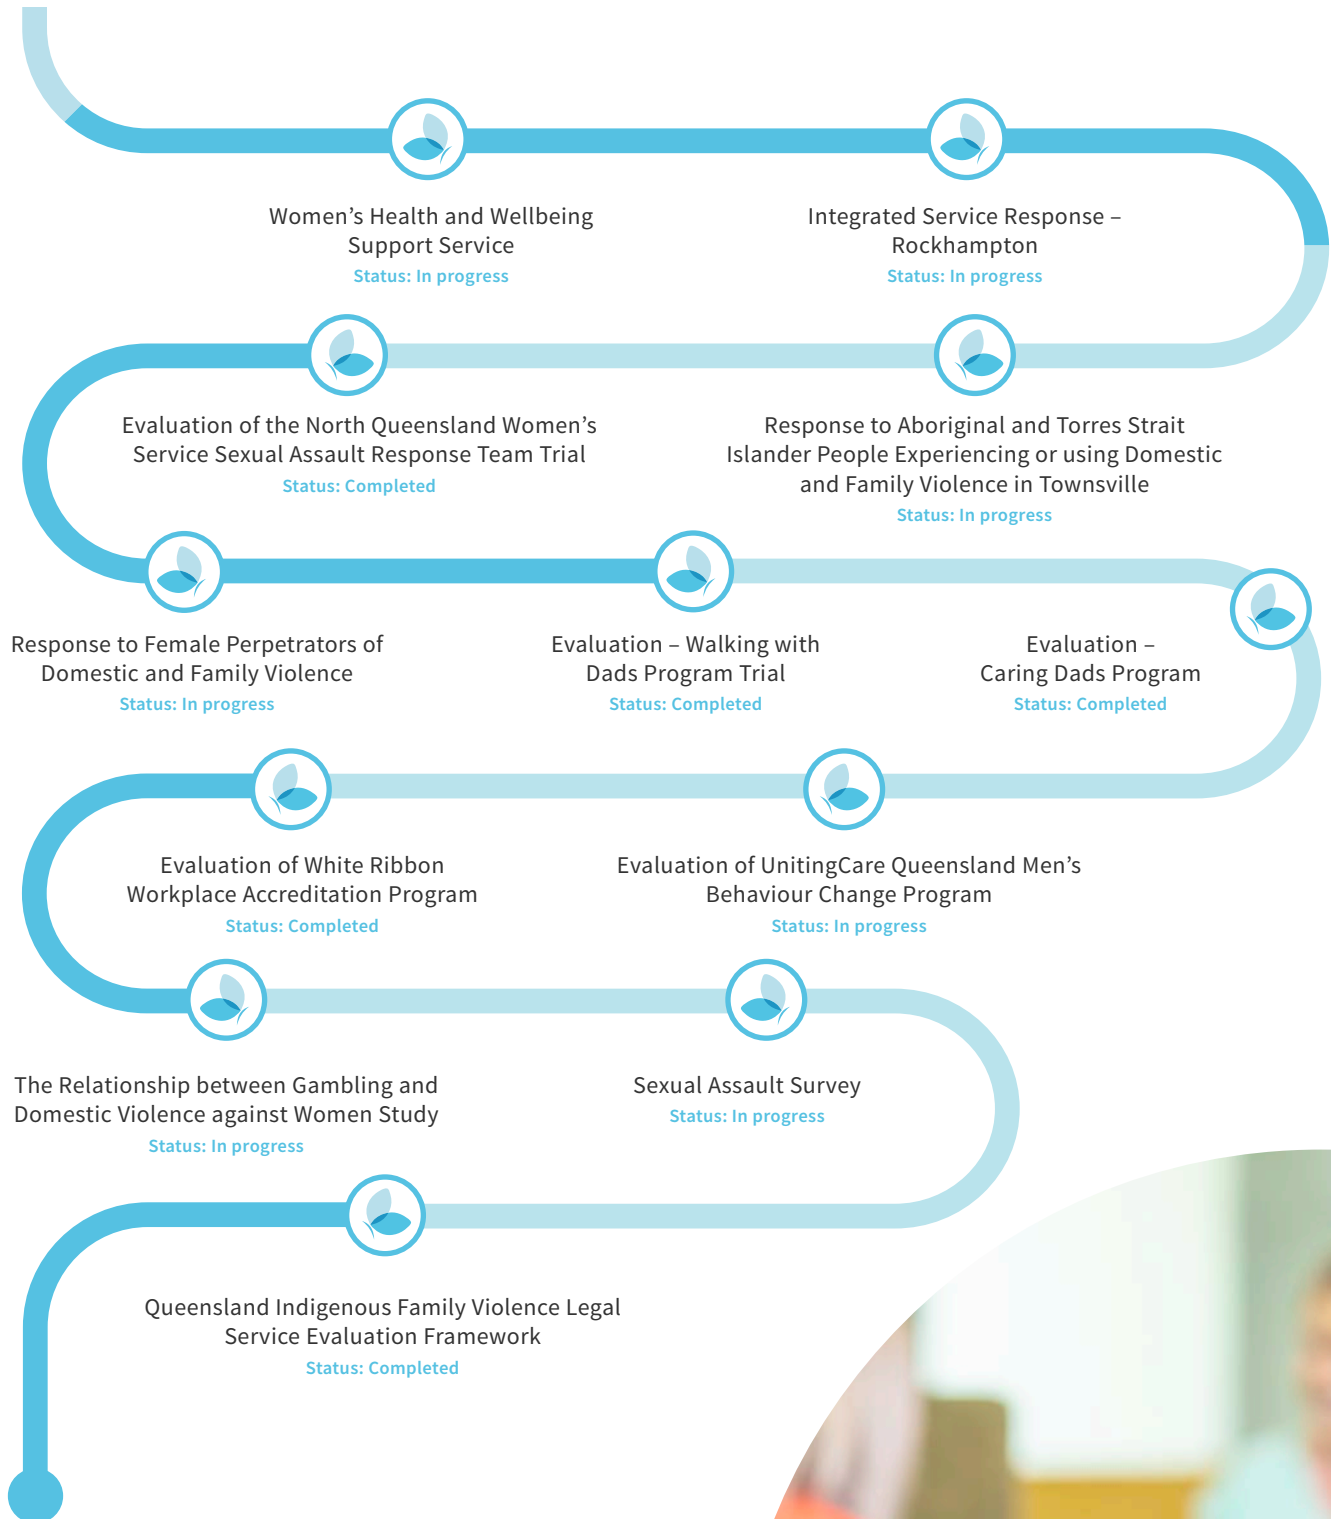 Women’s Health and Wellbeing
Support Service
Status: In progress
Integrated Service Response –
Rockhampton
Status: In progress
Evaluation of the North Queensland Women’s
Service Sexual Assault Response Team Trial
Status: Completed
Response to Aboriginal and Torres Strait
Islander People Experiencing or using Domestic
and Family Violence in Townsville
Status: In progress
Response to Female Perpetrators of
Domestic and Family Violence
Status: In progress
Evaluation – Walking with
Dads Program Trial
Status: Completed
Evaluation –
Caring Dads Program
Status: Completed
Evaluation of White Ribbon
Workplace Accreditation Program
Status: Completed
Evaluation of UnitingCare Queensland Men’s
Behaviour Change Program
Status: In progress
The Relationship between Gambling and
Domestic Violence against Women Study
Status: In progress
Sexual Assault Survey
Status: In progress
Queensland Indigenous Family Violence Legal
Service Evaluation Framework
Status: Completed